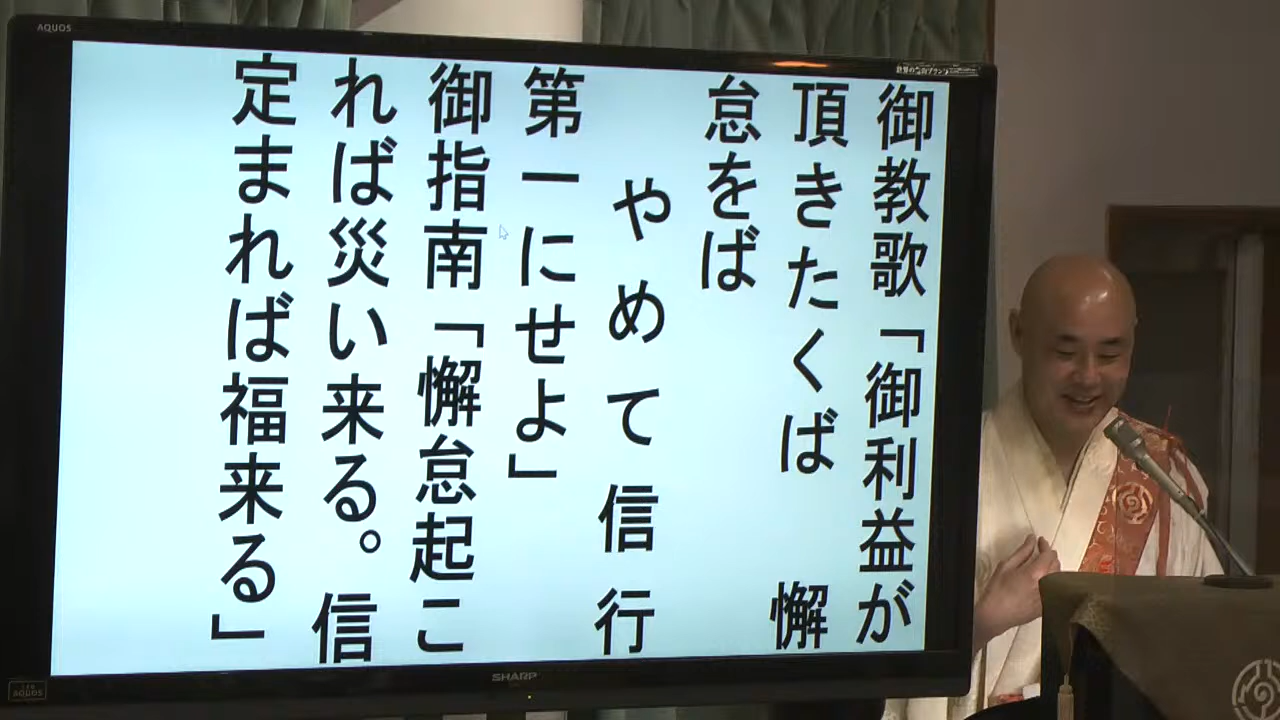 AQUOS
御教歌「御利益が
頂きたくば　　懈
怠をば
やめて信行
第一にせよ」
御指南「懈怠起こ
れば災い来る。信
定まれば福来る」
SHARP
AQUOS